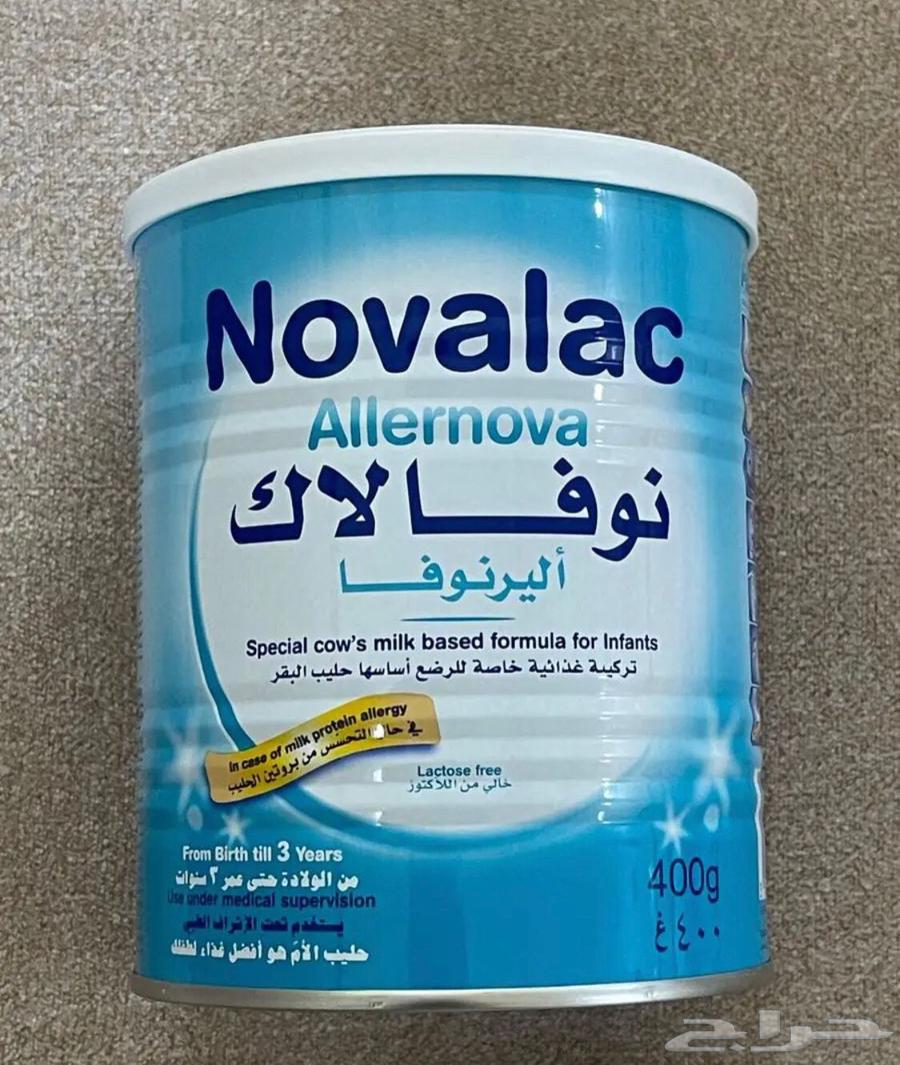 Novalac
Allernova
نوفالاك
أليرنوفا
Special cow's milk based formula for Infants
تركيبة غذائية خاصة للرضع أساسها حليب البقر
In case of milk protein allergy
في حال التحسّس من بروتين الحليب
Lactose free
خالي من اللاكتوز
From Birth till 3 Years
من الولادة حتى عمر ٣ سنوات
Use under medical supervision
يستخدم تحت الإشراف الطبي
حليب الأمّ هو أفضل غذاء لطفلك
400g
٤٠٠ غ
حراج